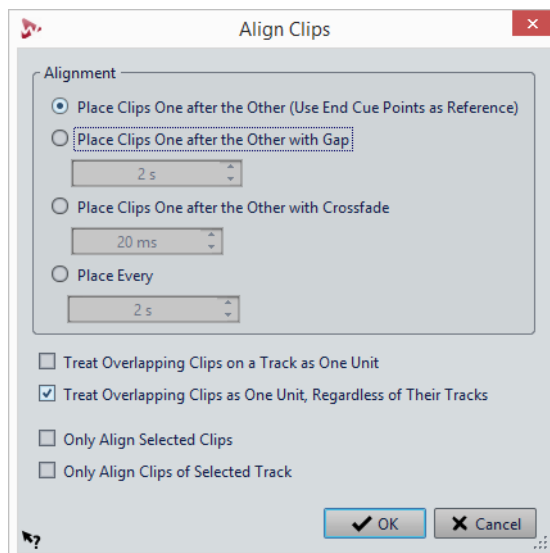 Align Clips
Alignment
Place Clips One after the Other (Use End Cue Points as Reference)
Place Clips One after the Other with Gap
2 s
Place Clips One after the Other with Crossfade
20 ms
Place Every
2 s
Treat Overlapping Clips on a Track as One Unit
Treat Overlapping Clips as One Unit, Regardless of Their Tracks
Only Align Selected Clips
Only Align Clips of Selected Track
OK
Cancel